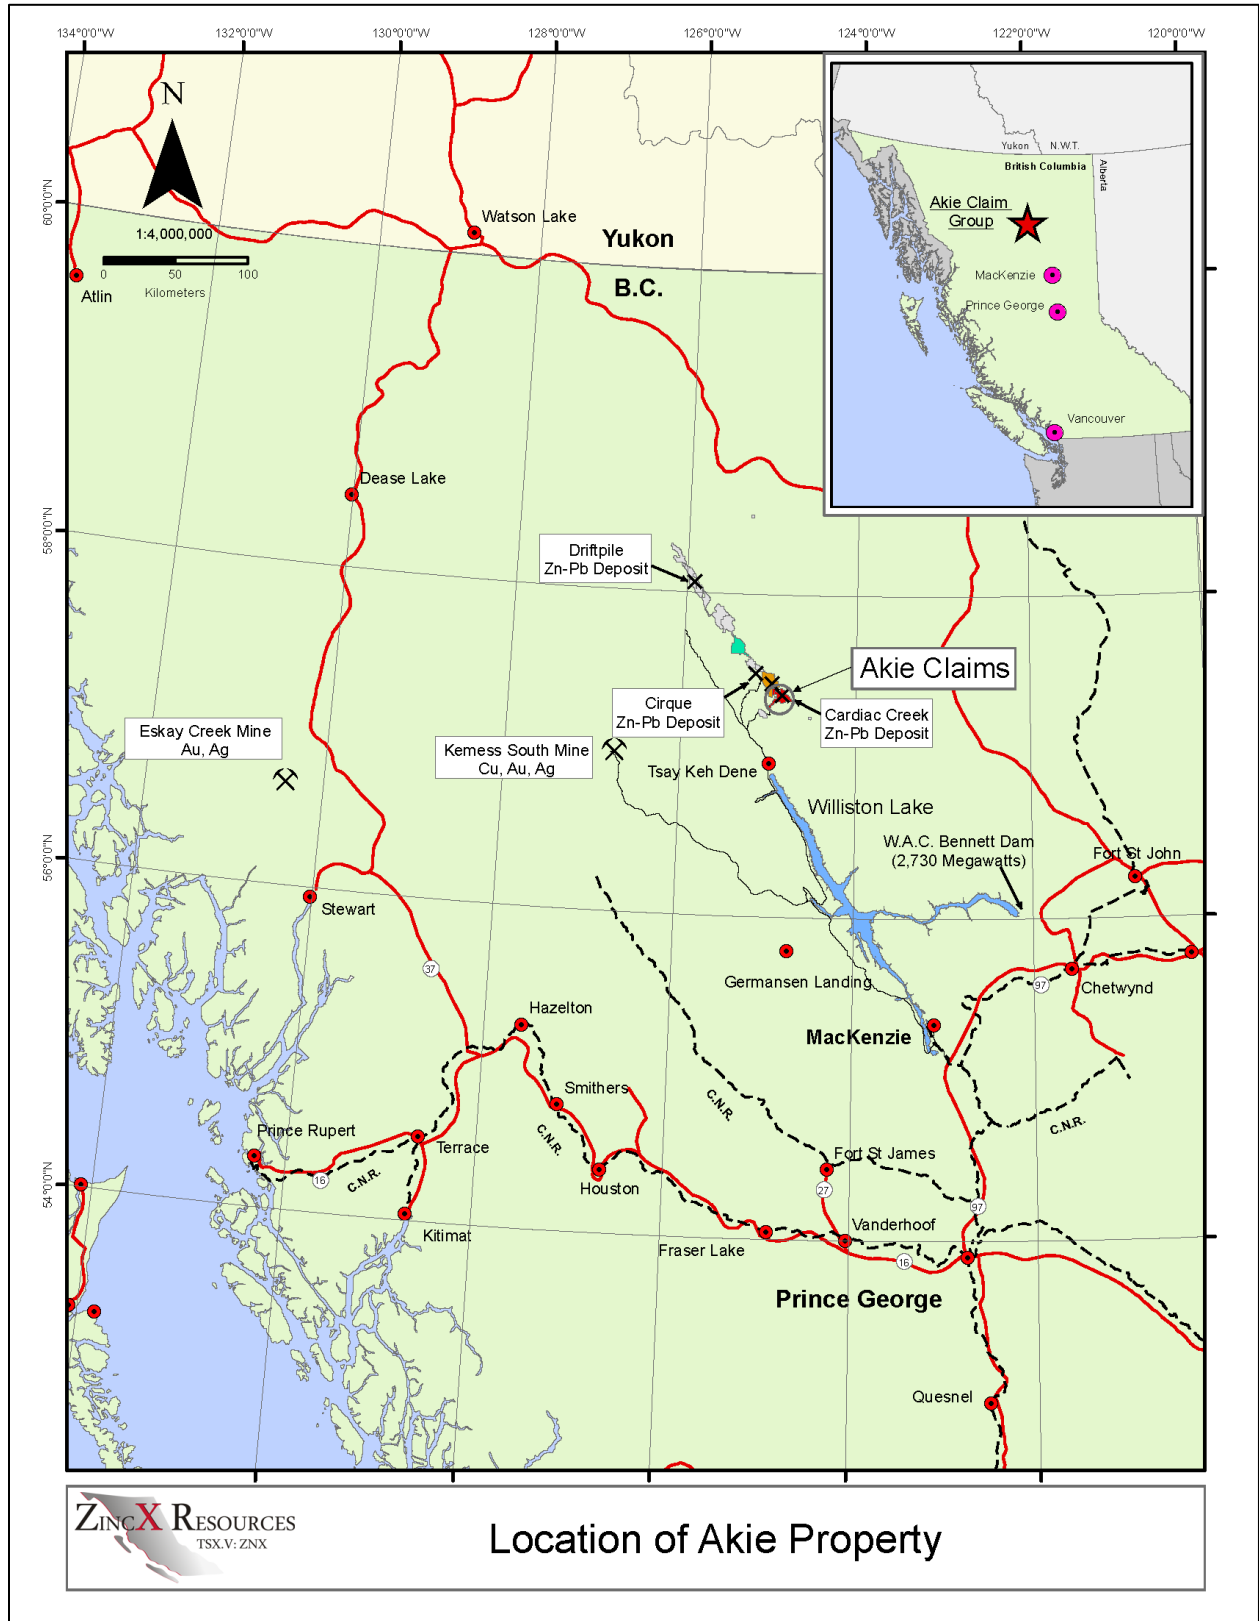 134°0'0"W
132°0'0"W
130°0'0"W
128°0'0"W
126°0'0"W
124°0'0"W
122°0'0"W
120°0'0"W
N
1:4,000,000
0 50 100
Kilometers
60°0'0"N
58°0'0"N
56°0'0"N
54°0'0"N
Yukon N.W.T.
British Columbia
Alberta
Akie Claim
Group
MacKenzie
Prince George
Vancouver
Watson Lake
Yukon
B.C.
Atlin
Dease Lake
Driftpile
Zn-Pb Deposit
Akie Claims
Cirque
Zn-Pb Deposit
Cardiac Creek
Zn-Pb Deposit
Eskay Creek Mine
Au, Ag
Kemess South Mine
Cu, Au, Ag
Tsay Keh Dene
Williston Lake
W.A.C. Bennett Dam
(2,730 Megawatts)
Fort St John
Stewart
37
Germansen Landing
97
Chetwynd
Hazelton
MacKenzie
Smithers
C.N.R.
C.N.R.
C.N.R.
Prince Rupert
Terrace
Fort St James
16
C.N.R.
Houston
27
97
Kitimat
Vanderhoof
Fraser Lake
16
Prince George
Quesnel
ZINCX RESOURCES
TSX.V: ZNX
Location of Akie Property